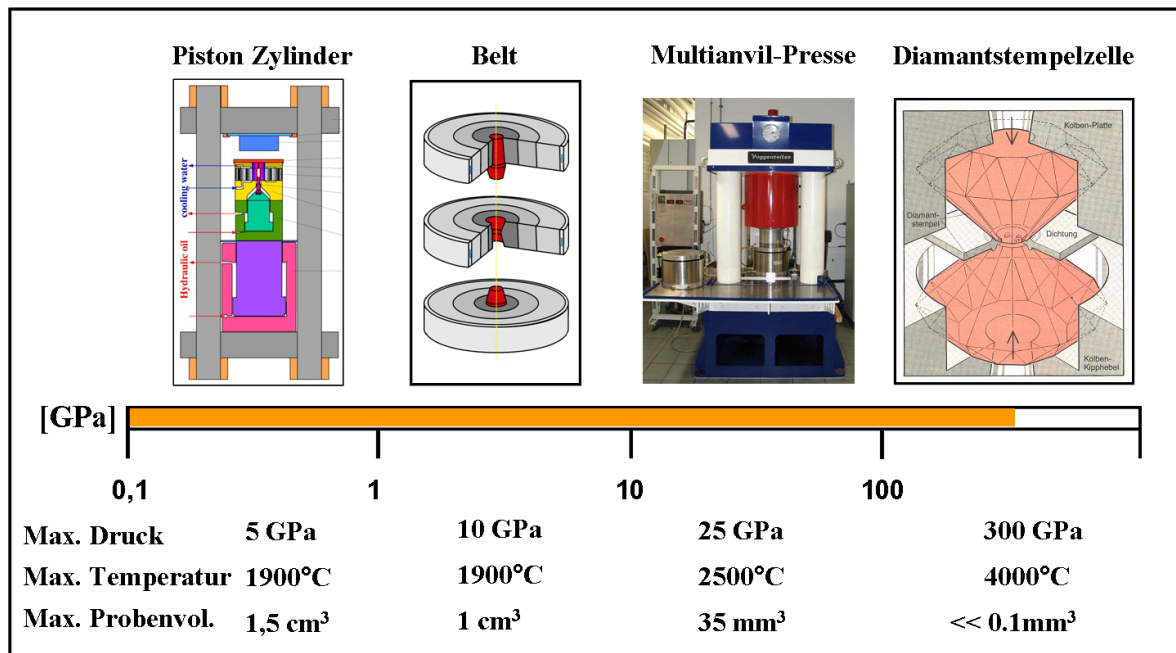 Piston Zylinder
Belt
Multianvil-Presse
Diamantstempelzelle
cooling water
Hydraulic oil
Voggenreiter
Kolben-Platte
Diamant-
stempel
Dichtung
Kolben-
Kipphebel
[GPa]
0,1 1 10 100
Max. Druck 5 GPa 10 GPa 25 GPa 300 GPa
Max. Temperatur 1900°C 1900°C 2500°C 4000°C
Max. Probenvol. 1,5 cm³ 1 cm³ 35 mm³ << 0.1mm³